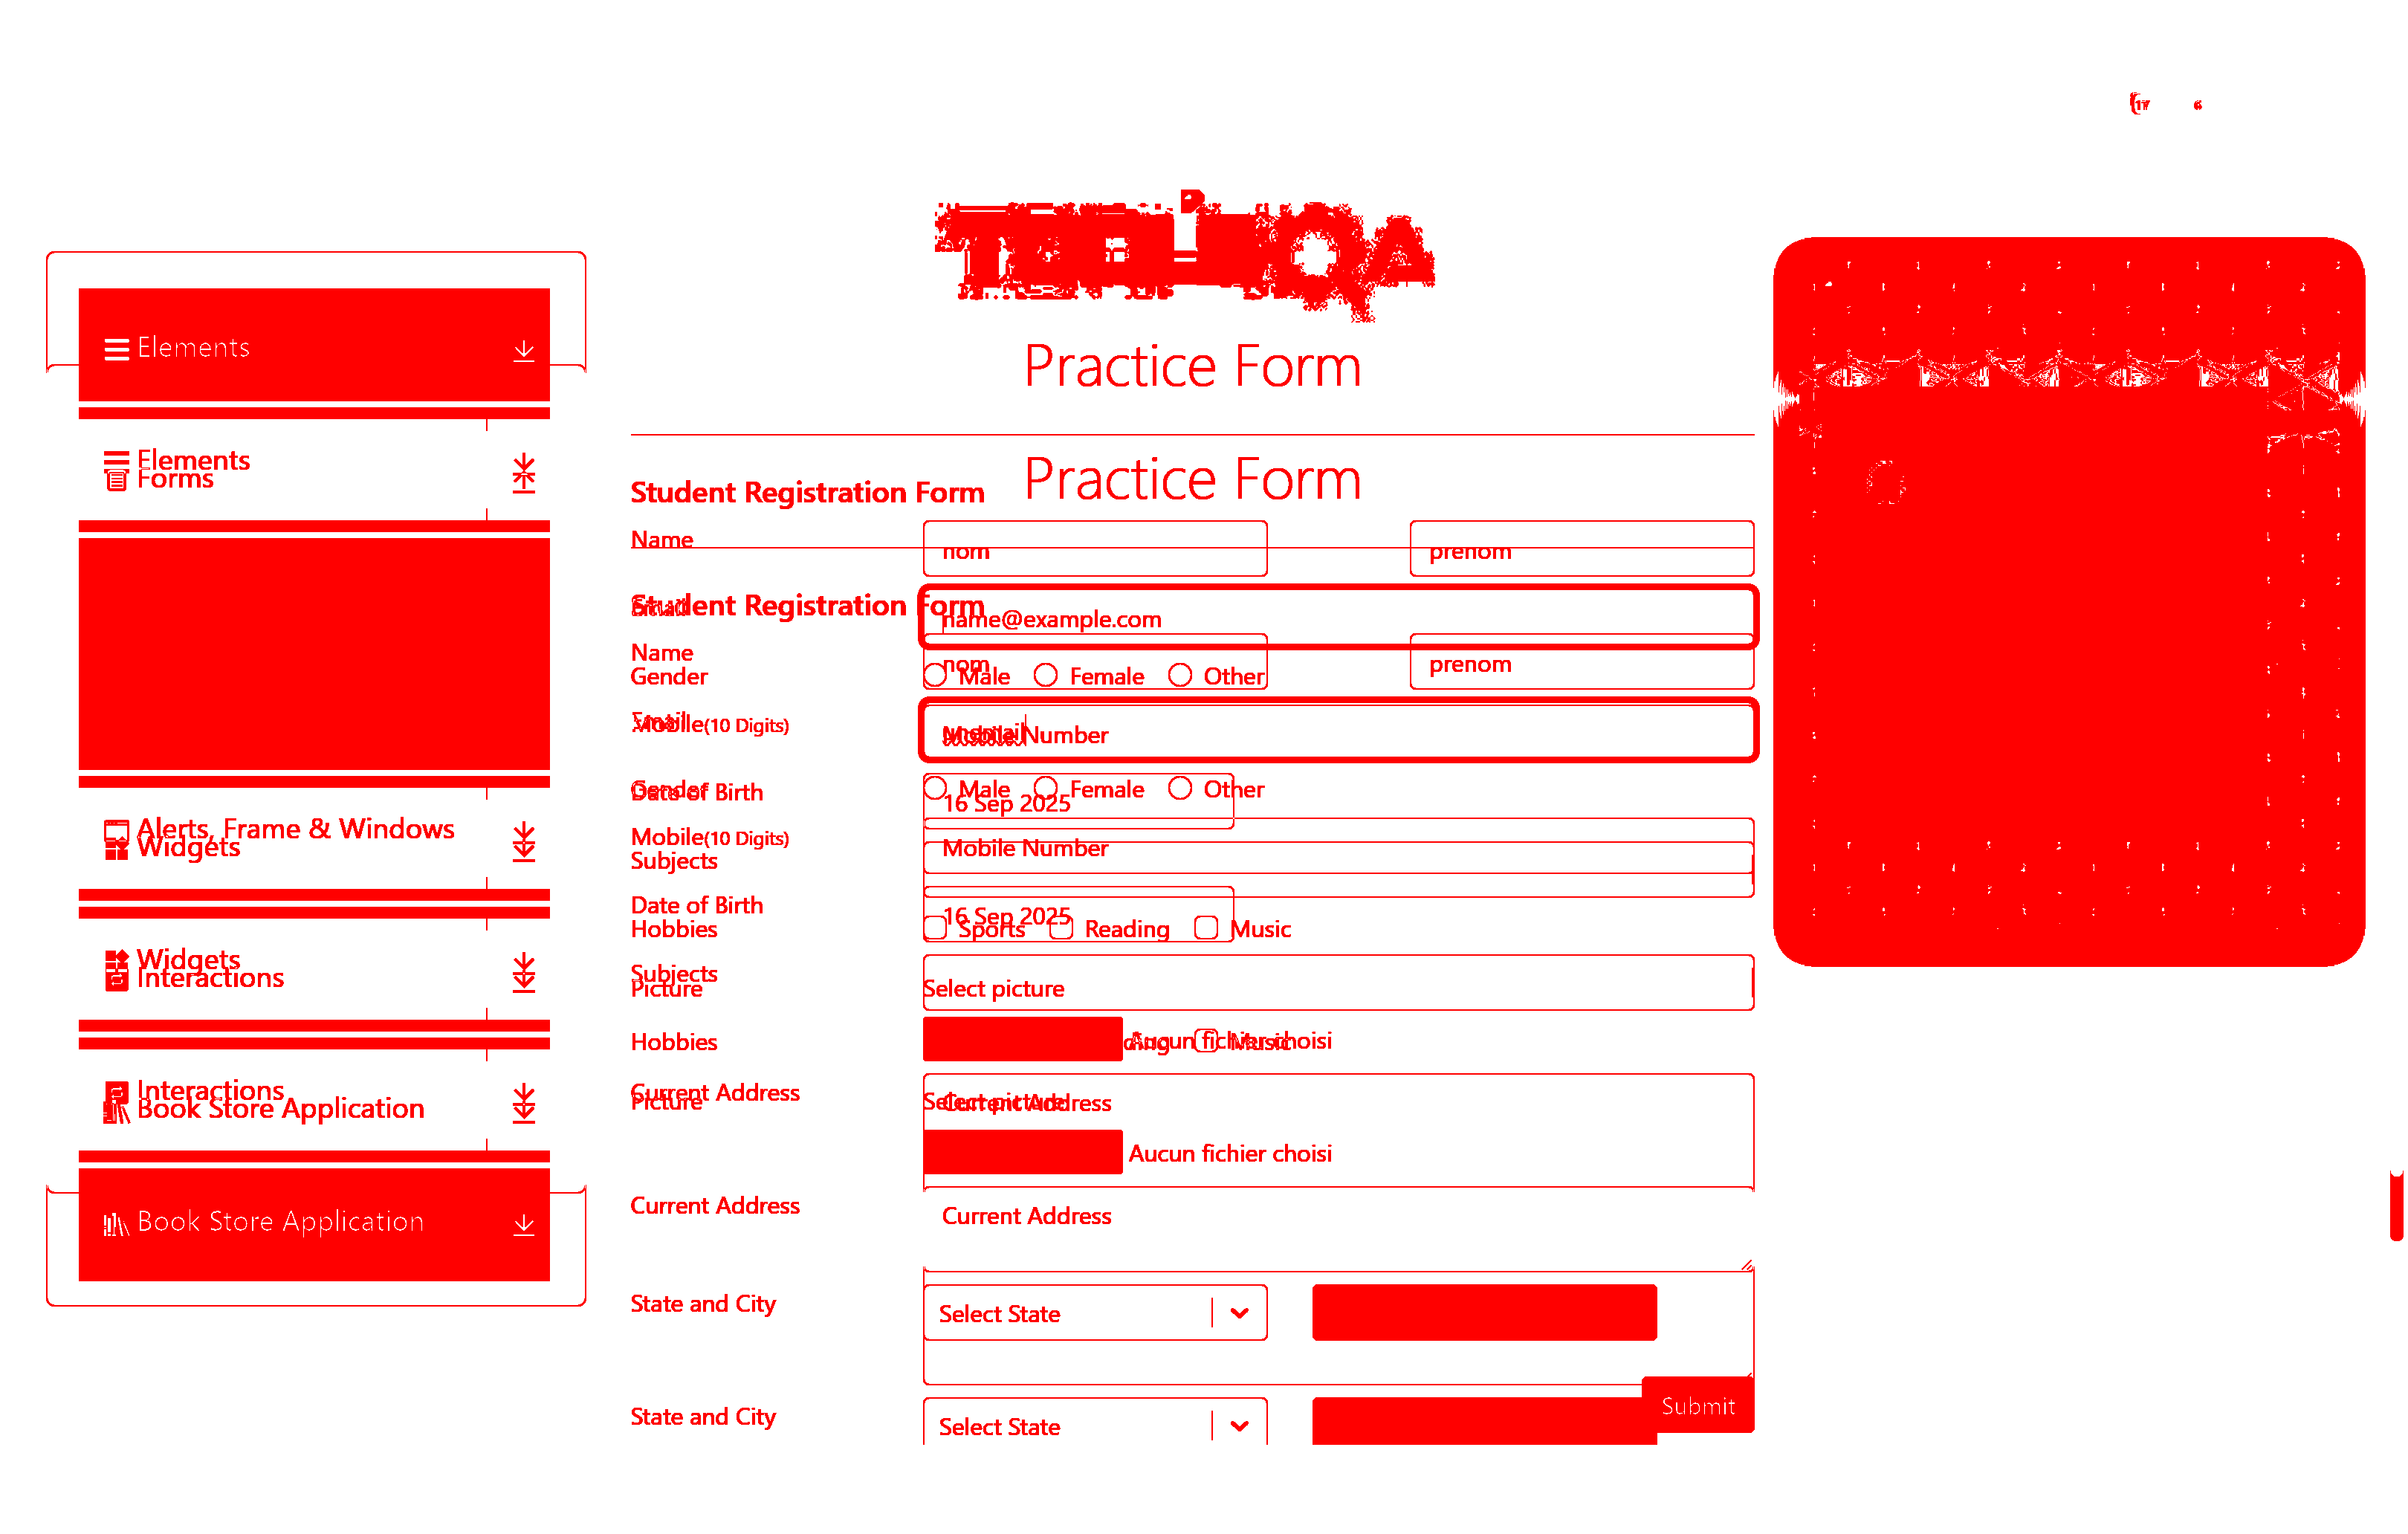 TOOLSQA
Elements
Practice Form
Elements
Forms
Practice Form
Student Registration Form
Name
nom
prenom
Email
Student Registration Form
name@example.com
Name
nom
prenom
Gender
Male
Female
Other
Email
Mobile(10 Digits)
unemail
Mobile Number
Gender
Male
Female
Other
Date of Birth
16 Sep 2025
Alerts, Frame & Windows
Widgets
Mobile(10 Digits)
Mobile Number
Subjects
Date of Birth
16 Sep 2025
Hobbies
Sports
Reading
Music
Widgets
Interactions
Subjects
Picture
Select picture
Hobbies
ding
Music
Aucun fichier choisi
Interactions
Book Store Application
Current Address
Current Address
Picture
Select picture
Aucun fichier choisi
Current Address
Current Address
Book Store Application
State and City
Select State
State and City
Select State
Submit